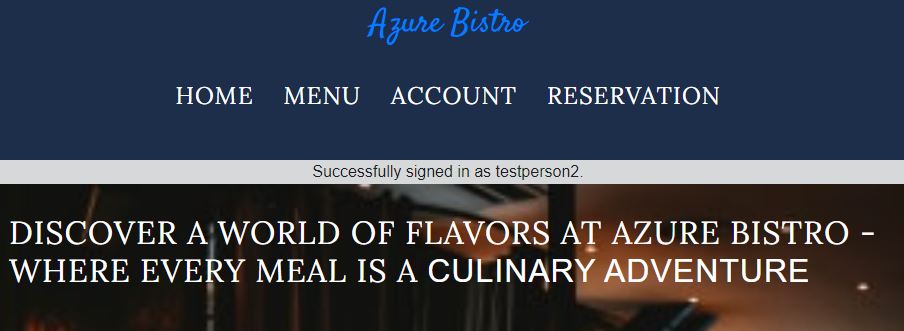 Azure Bistro
HOME MENU ACCOUNT RESERVATION
Successfully signed in as testperson2.
DISCOVER A WORLD OF FLAVORS AT AZURE BISTRO -
WHERE EVERY MEAL IS A CULINARY ADVENTURE